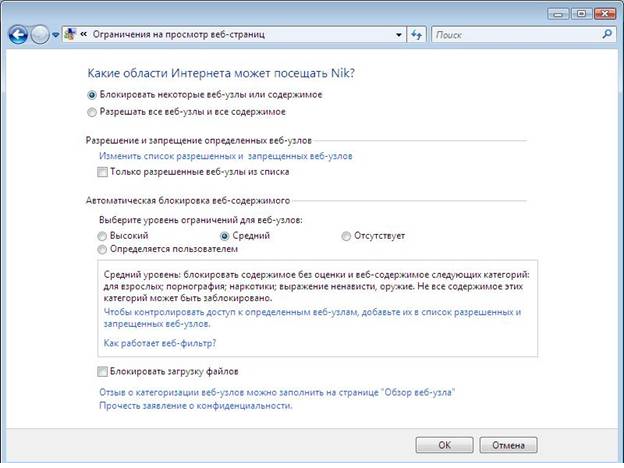 « Ограничения на просмотр веб-страниц
Поиск
Какие области Интернета может посещать Nik?
Блокировать некоторые веб-узлы или содержимое
Разрешать все веб-узлы и все содержимое
Разрешение и запрещение определенных веб-узлов
Изменить список разрешенных и запрещенных веб-узлов
Только разрешенные веб-узлы из списка
Автоматическая блокировка веб-содержимого
Выберите уровень ограничений для веб-узлов:
Высокий Средний Отсутствует
Определяется пользователем
Средний уровень: блокировать содержимое без оценки и веб-содержимое следующих категорий:
для взрослых; порнография; наркотики; выражение ненависти, оружие. Не все содержимое этих
категорий может быть заблокировано.
Чтобы контролировать доступ к определенным веб-узлам, добавьте их в список разрешенных и
запрещенных веб-узлов.
Как работает веб-фильтр?
Блокировать загрузку файлов
Отзыв о категоризации веб-узлов можно заполнить на странице "Обзор веб-узла"
Прочесть заявление о конфиденциальности.
ОК Отмена